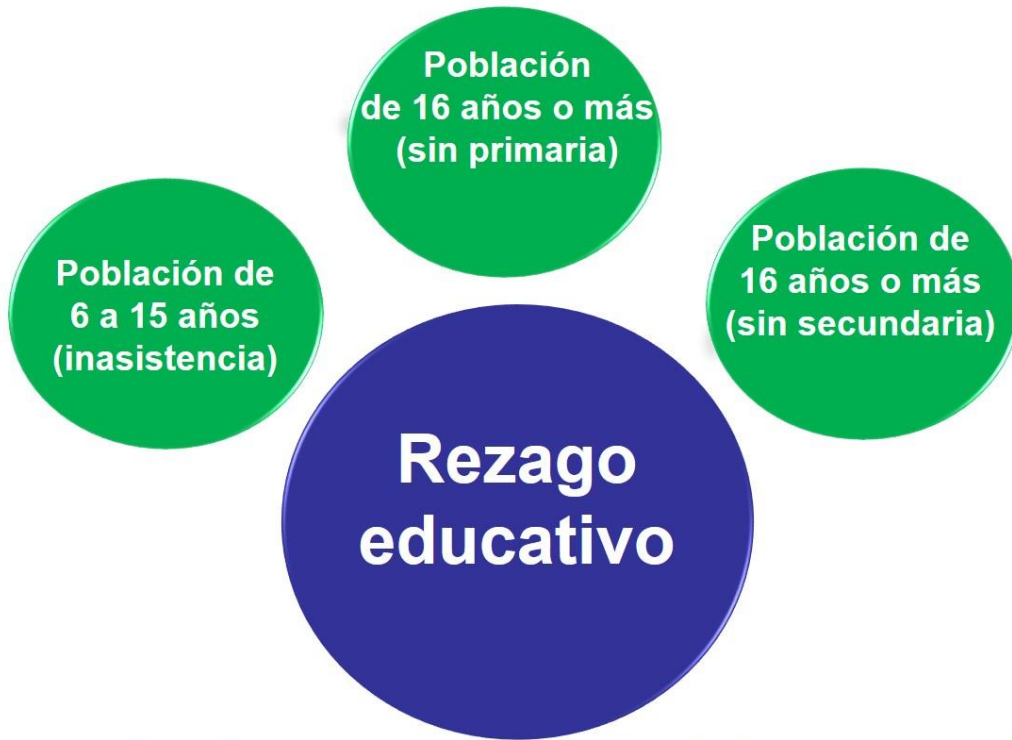 Población
de 16 años o más
(sin primaria)
Población de
6 a 15 años
(inasistencia)
Población de
16 años o más
(sin secundaria)
Rezago
educativo